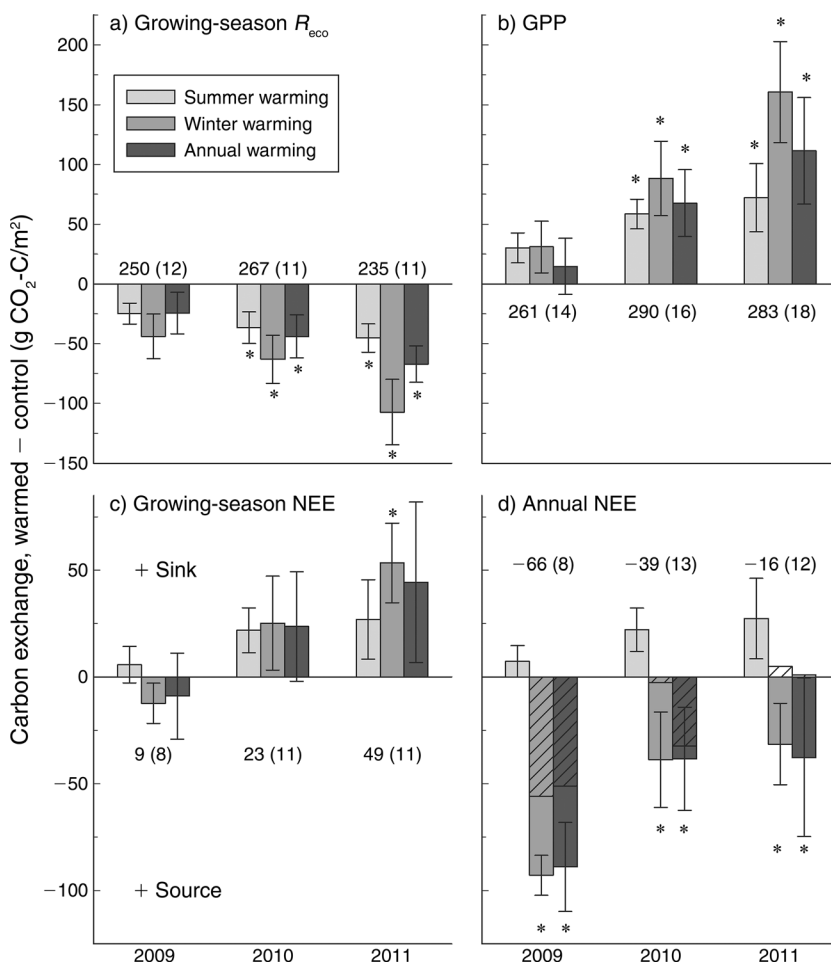 Carbon exchange, warmed − control (g CO₂-C/m²)
a) Growing-season Reco
Summer warming
Winter warming
Annual warming
200
150
100
50
0
−50
−100
−150
250 (12) 267 (11) 235 (11)
* * *
* * *
b) GPP
* * *
* * *
261 (14) 290 (16) 283 (18)
c) Growing-season NEE
+ Sink
*
50
0
−50
−100
9 (8) 23 (11) 49 (11)
+ Source
2009 2010 2011
d) Annual NEE
−66 (8) −39 (13) −16 (12)
* * * * * *
2009 2010 2011